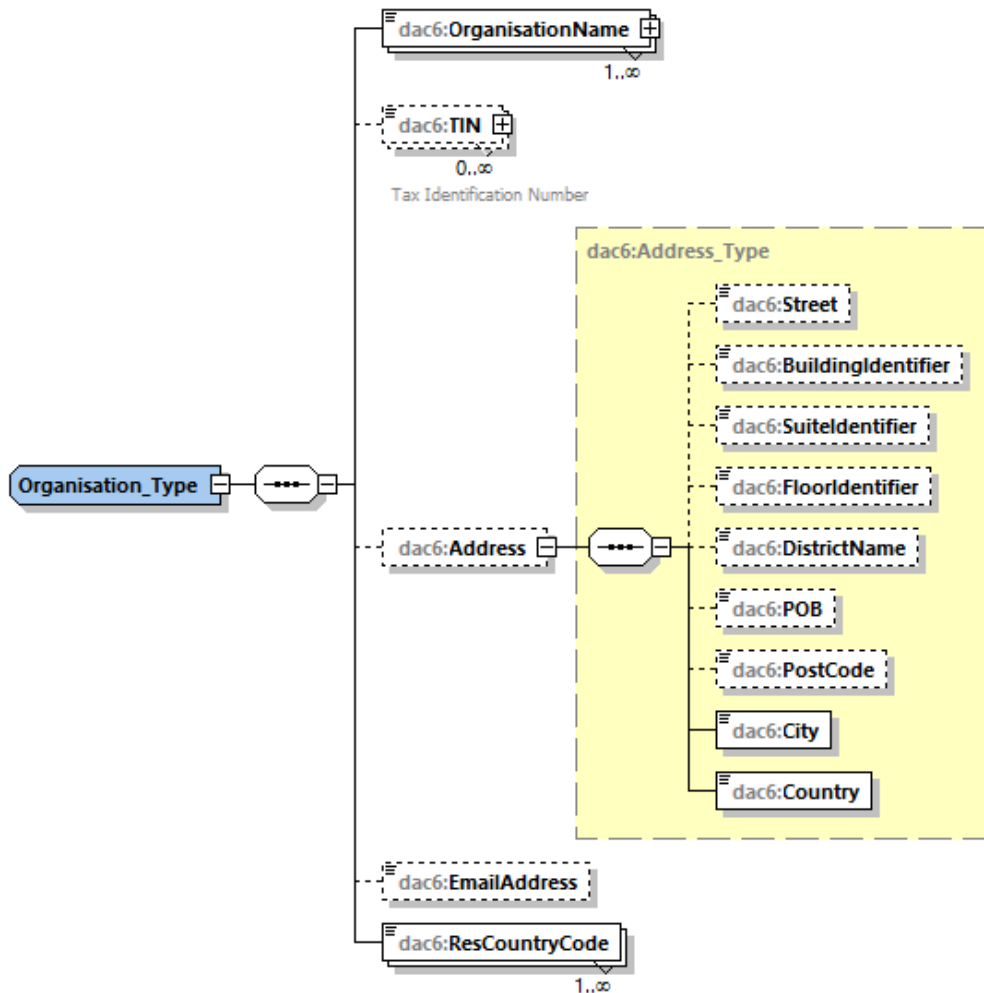 dac6:OrganisationName
1..∞
dac6:TIN
0..∞
Tax Identification Number
dac6:Address_Type
dac6:Street
dac6:BuildingIdentifier
dac6:SuiteIdentifier
Organisation_Type
dac6:FloorIdentifier
dac6:Address
dac6:DistrictName
dac6:POB
dac6:PostCode
dac6:City
dac6:Country
dac6:EmailAddress
dac6:ResCountryCode
1..∞